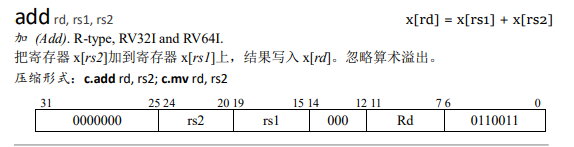 add rd, rs1, rs2 x[rd] = x[rs1] + x[rs2]
加 (Add). R-type, RV32I and RV64I.
把寄存器 x[rs2]加到寄存器 x[rs1]上，结果写入 x[rd]。忽略算术溢出。
压缩形式：c.add rd, rs2; c.mv rd, rs2
31 25 24 20 19 15 14 12 11 7 6 0
0000000 rs2 rs1 000 Rd 0110011